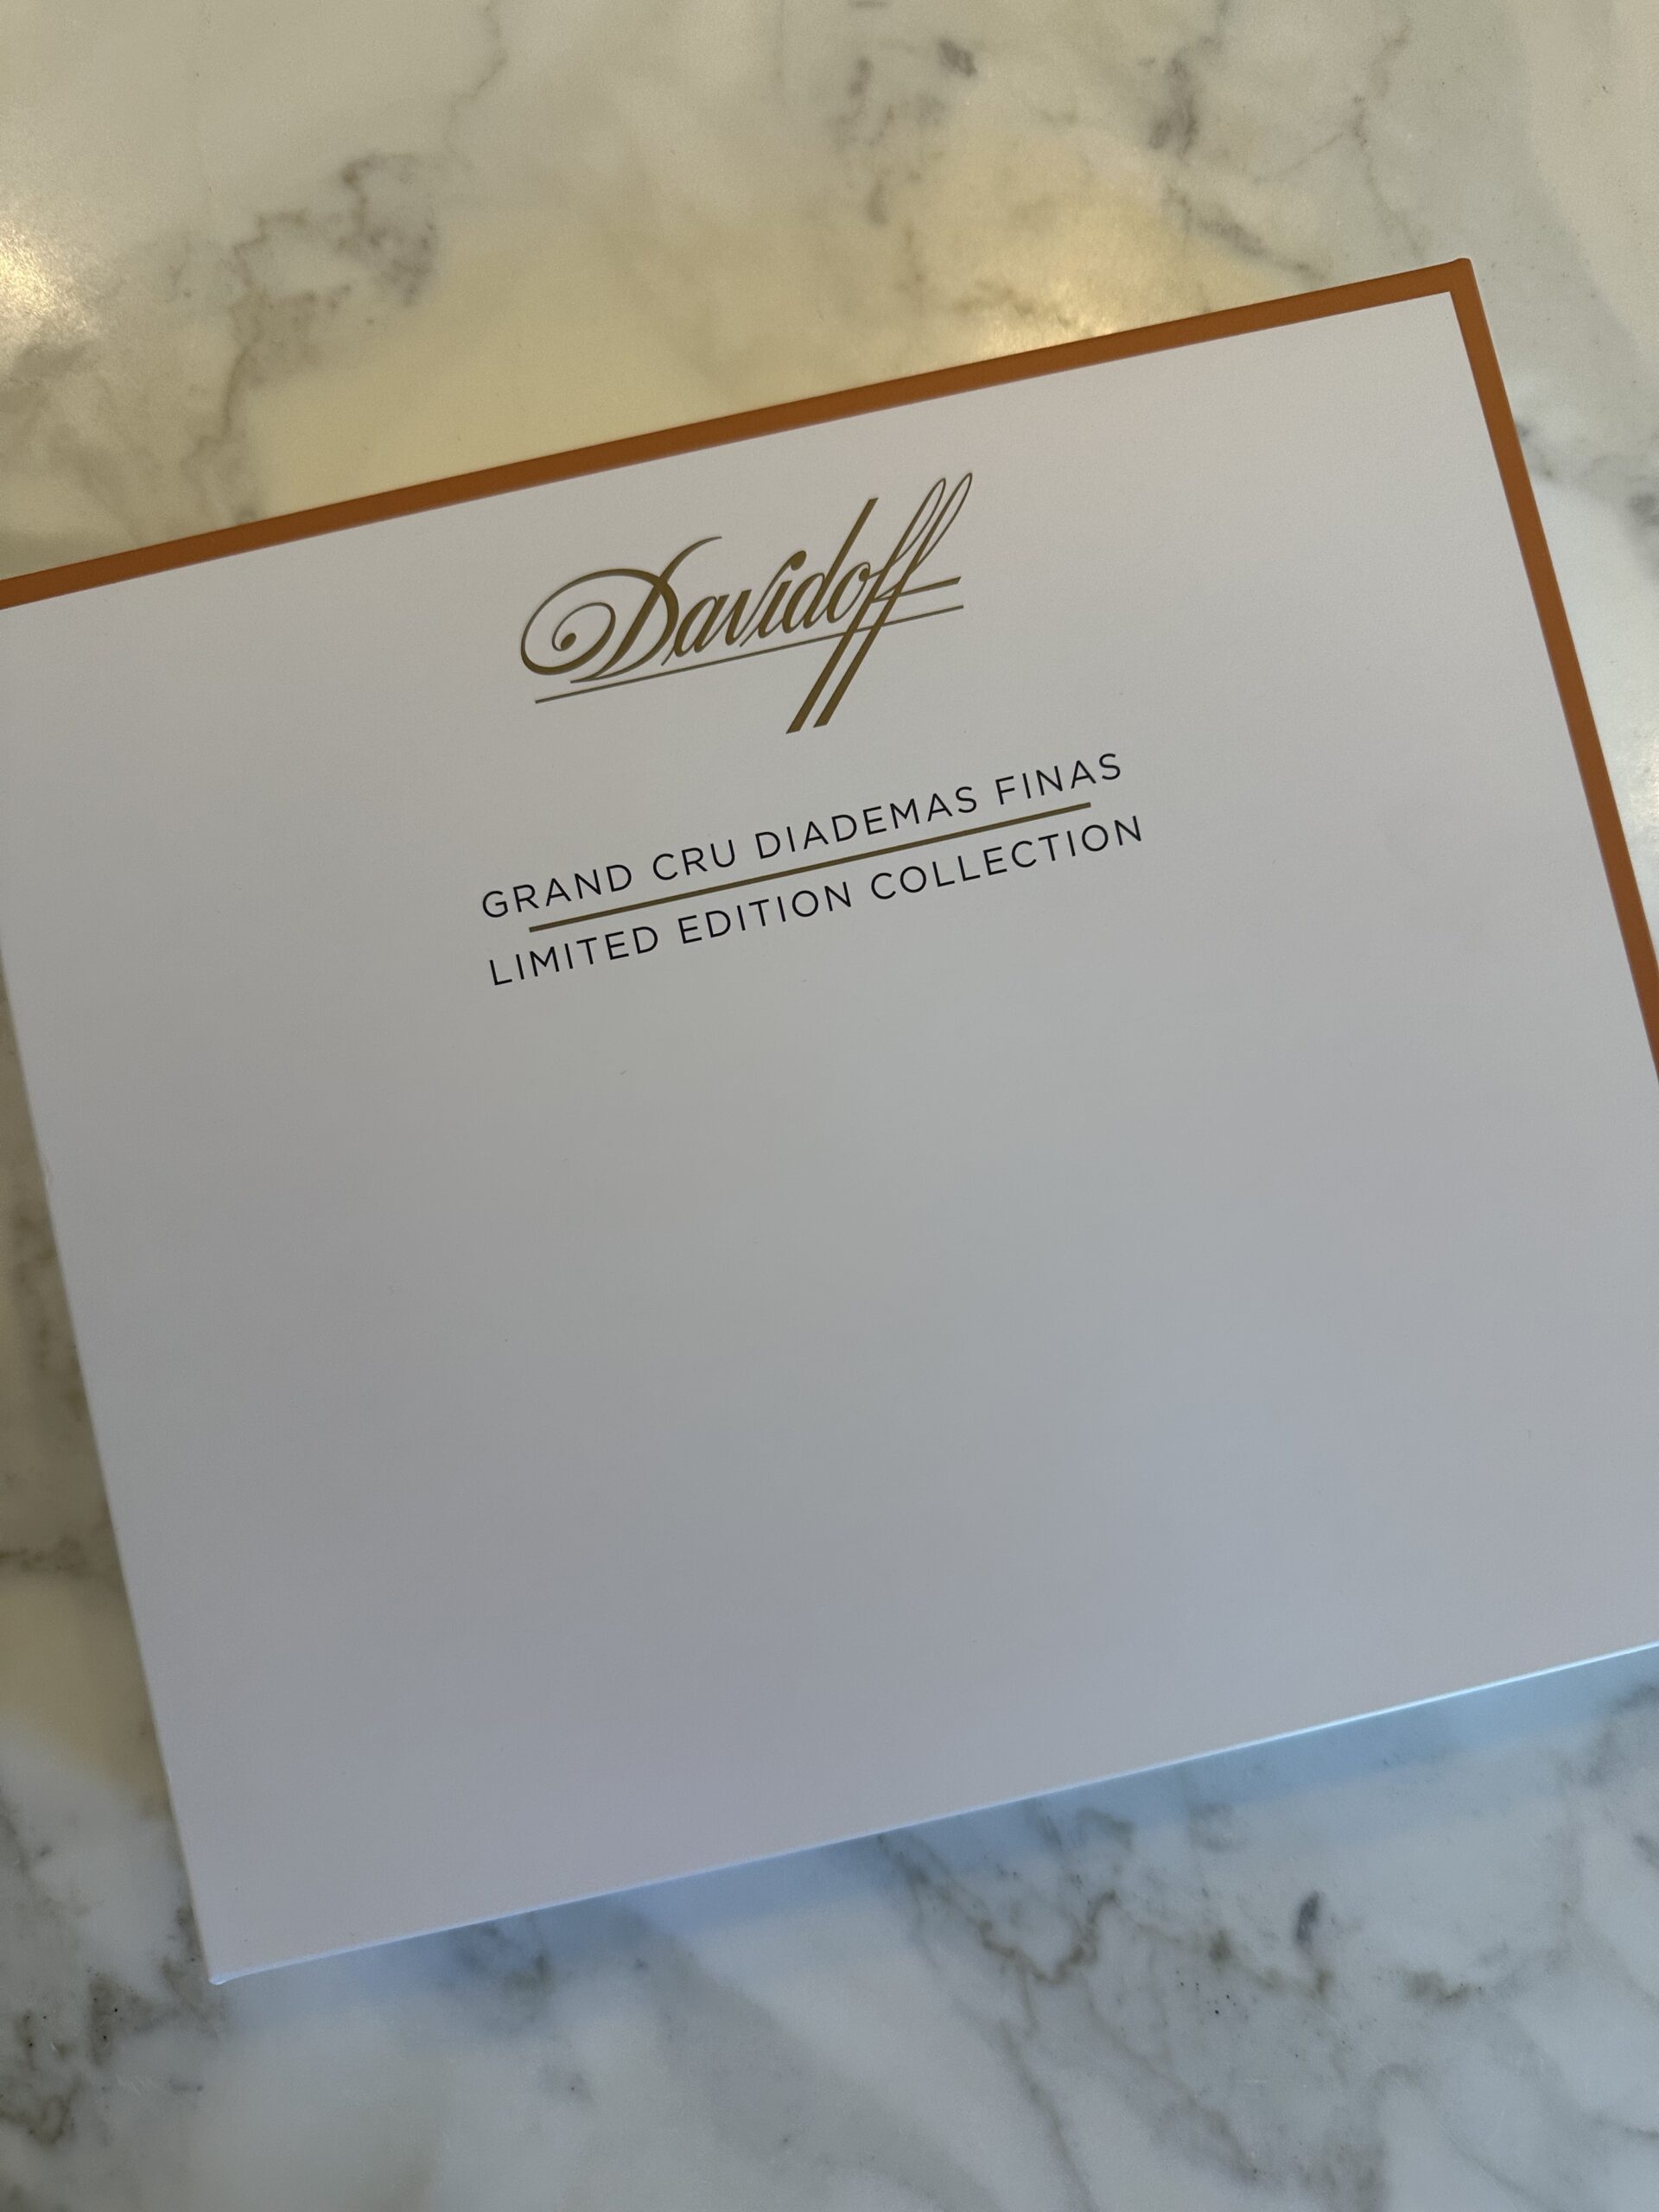 Davidoff
GRAND CRU DIADEMAS FINAS
LIMITED EDITION COLLECTION